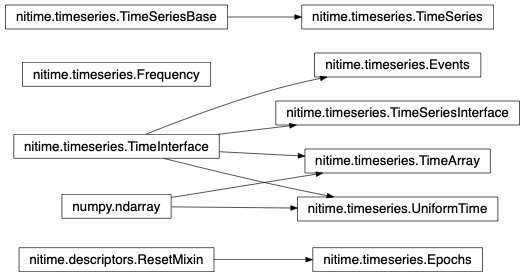 nitime.timeseries.TimeSeriesBase
nitime.timeseries.TimeSeries
nitime.timeseries.Frequency
nitime.timeseries.Events
nitime.timeseries.TimeSeriesInterface
nitime.timeseries.TimeInterface
nitime.timeseries.TimeArray
numpy.ndarray
nitime.timeseries.UniformTime
nitime.descriptors.ResetMixin
nitime.timeseries.Epochs